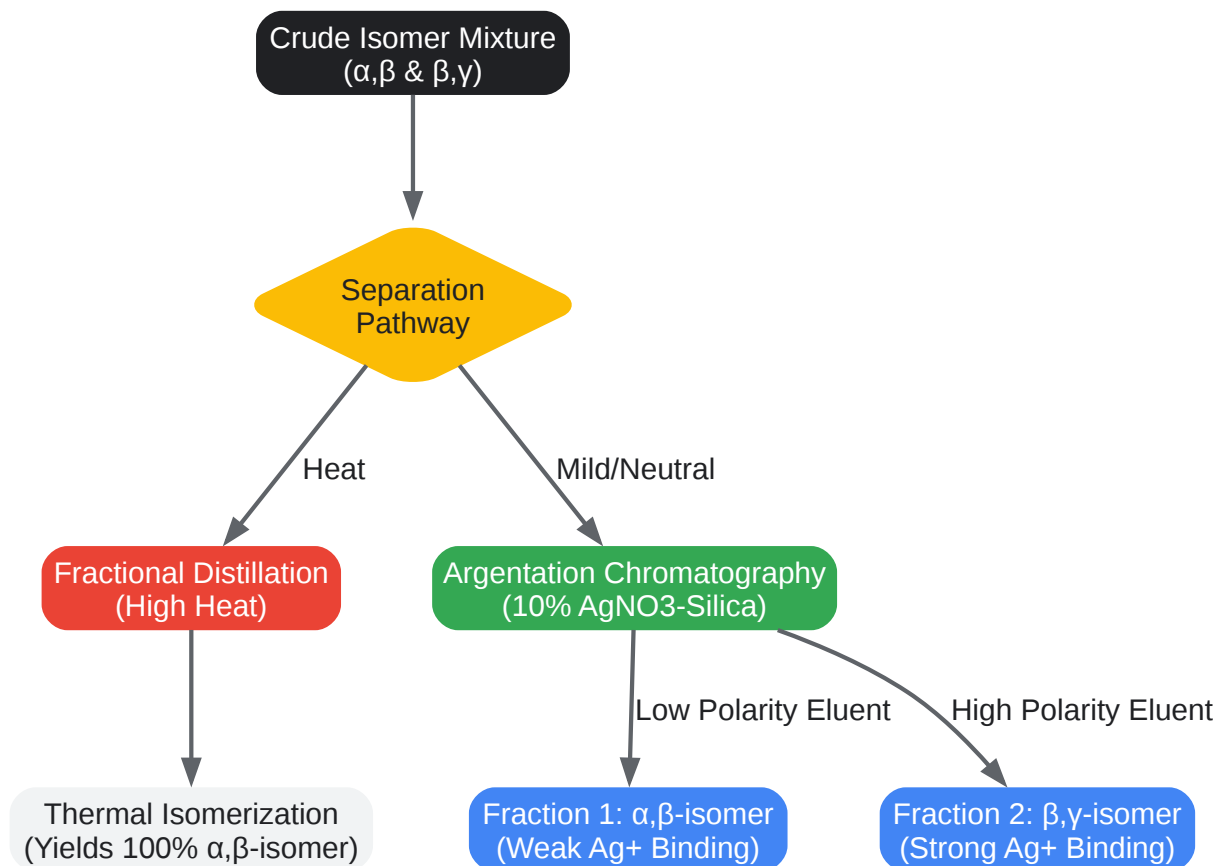 Crude Isomer Mixture
(α,β & β,γ)
Separation
Pathway
Heat
Mild/Neutral
Fractional Distillation
(High Heat)
Argentation Chromatography
(10% AgNO3-Silica)
Low Polarity Eluent
High Polarity Eluent
Thermal Isomerization
(Yields 100% α,β-isomer)
Fraction 1: α,β-isomer
(Weak Ag+ Binding)
Fraction 2: β,γ-isomer
(Strong Ag+ Binding)